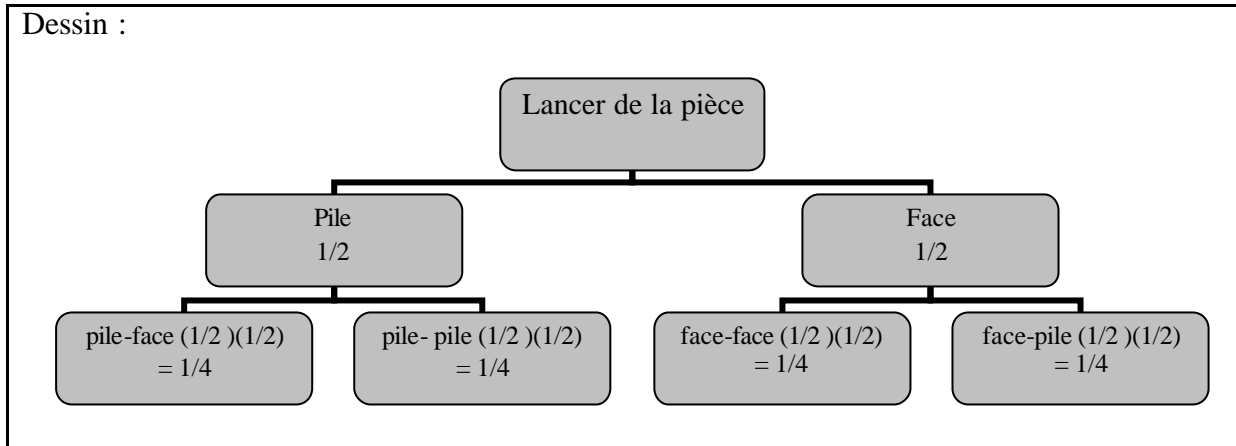 Dessin :
Lancer de la pièce
Pile
1/2
Face
1/2
pile-face (1/2 )(1/2)
= 1/4
pile- pile (1/2 )(1/2)
= 1/4
face-face (1/2 )(1/2)
= 1/4
face-pile (1/2 )(1/2)
= 1/4